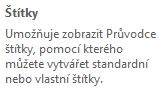 Štítky
Umožňuje zobrazit Průvodce
štítky, pomocí kterého
můžete vytvářet standardní
nebo vlastní štítky.